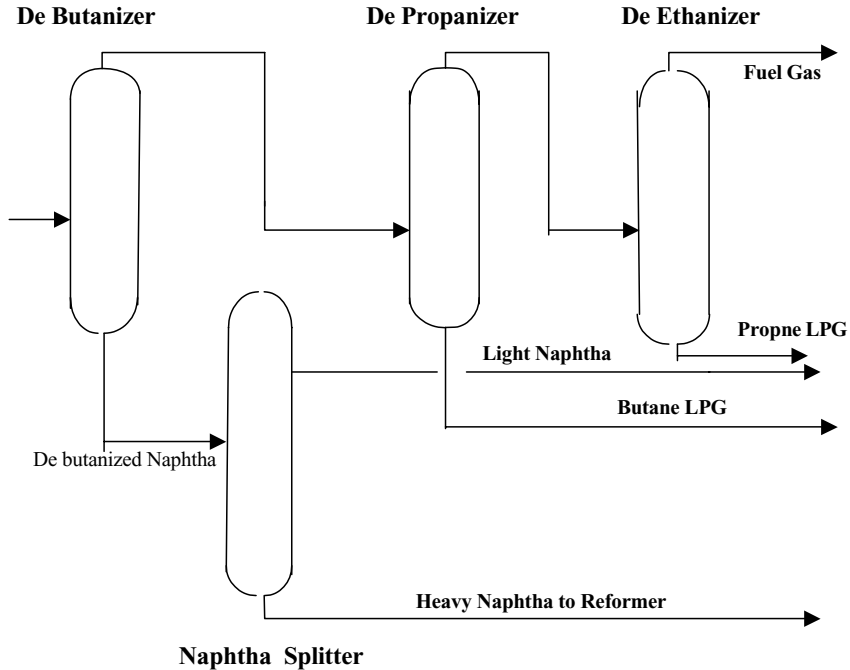 De Butanizer
De Propanizer
De Ethanizer
Fuel Gas
Propne LPG
Light Naphtha
Butane LPG
De butanized Naphtha
Heavy Naphtha to Reformer
Naphtha Splitter